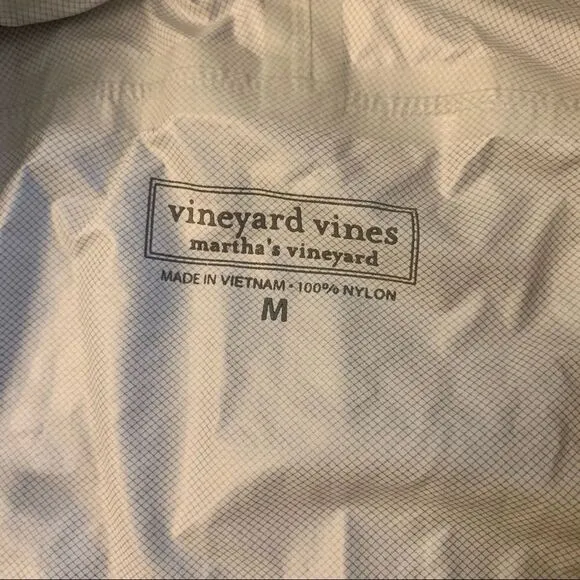 vineyard vines
martha's vineyard
MADE IN VIETNAM • 100% NYLON
M